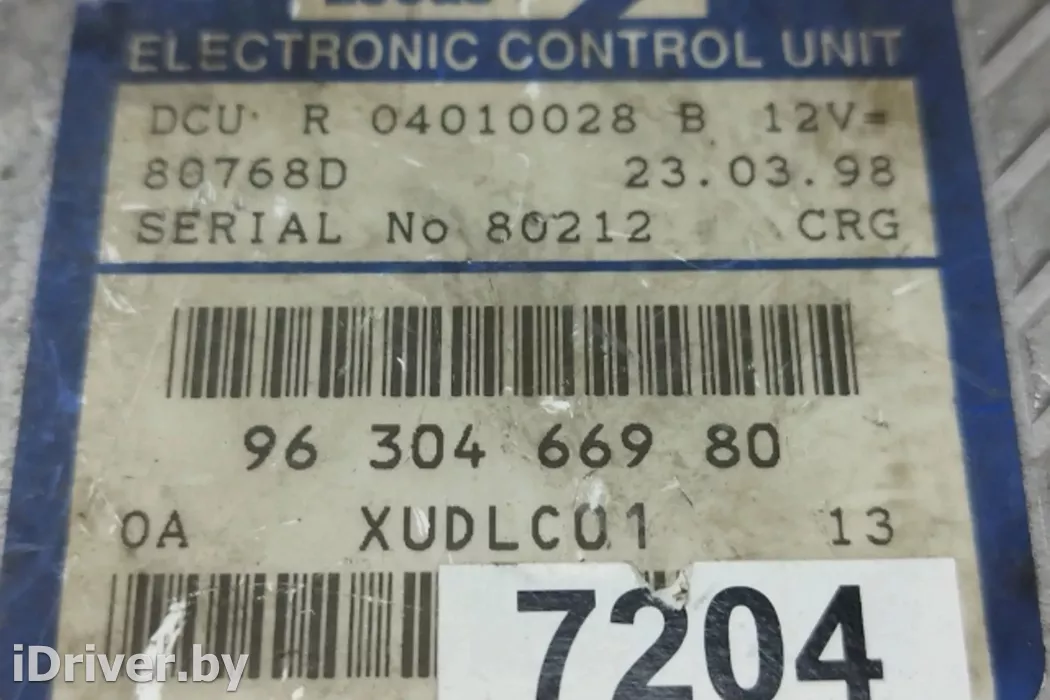 ELECTRONIC CONTROL UNIT
DCU R 04010028 B 12V=
80768D 23.03.98
SERIAL No 80212 CRG
96 304 669 80
0A XUDLC01 13
7204
iDriver.by